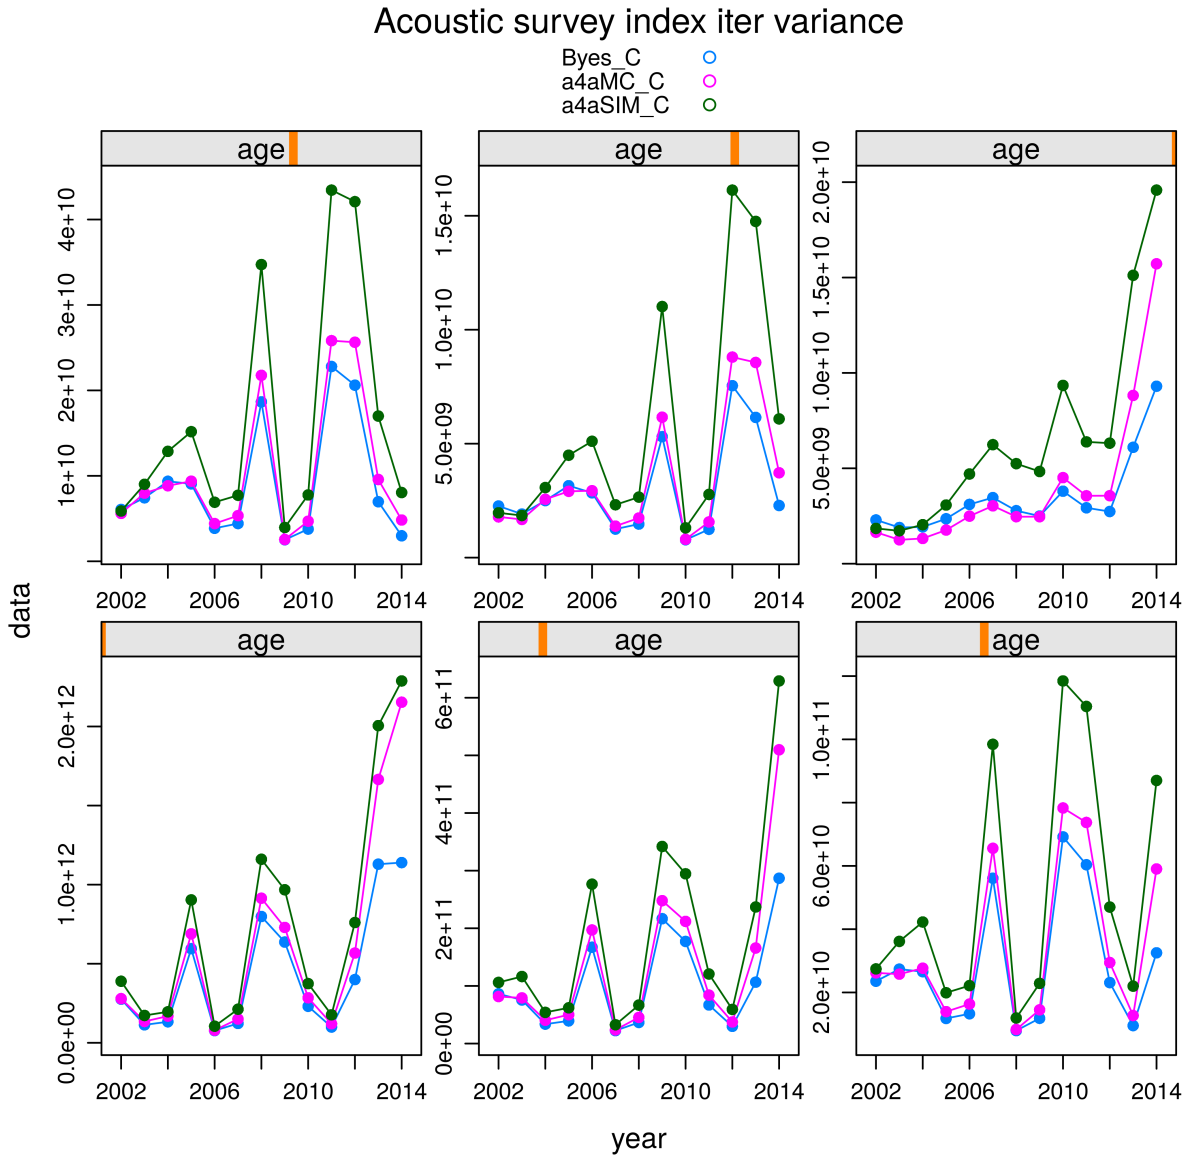 Acoustic survey index iter variance
Byes_C
a4aMC_C
a4aSIM_C
age
age
age
1e+10
2e+10
3e+10
4e+10
5.0e+09
1.0e+10
1.5e+10
5.0e+09
1.0e+10
1.5e+10
2.0e+10
2002 2006 2010 2014
2002 2006 2010 2014
2002 2006 2010 2014
data
age
age
age
0.0e+00
1.0e+12
2.0e+12
0e+00
2e+11
4e+11
6e+11
2.0e+10
6.0e+10
1.0e+11
2002 2006 2010 2014
2002 2006 2010 2014
2002 2006 2010 2014
year